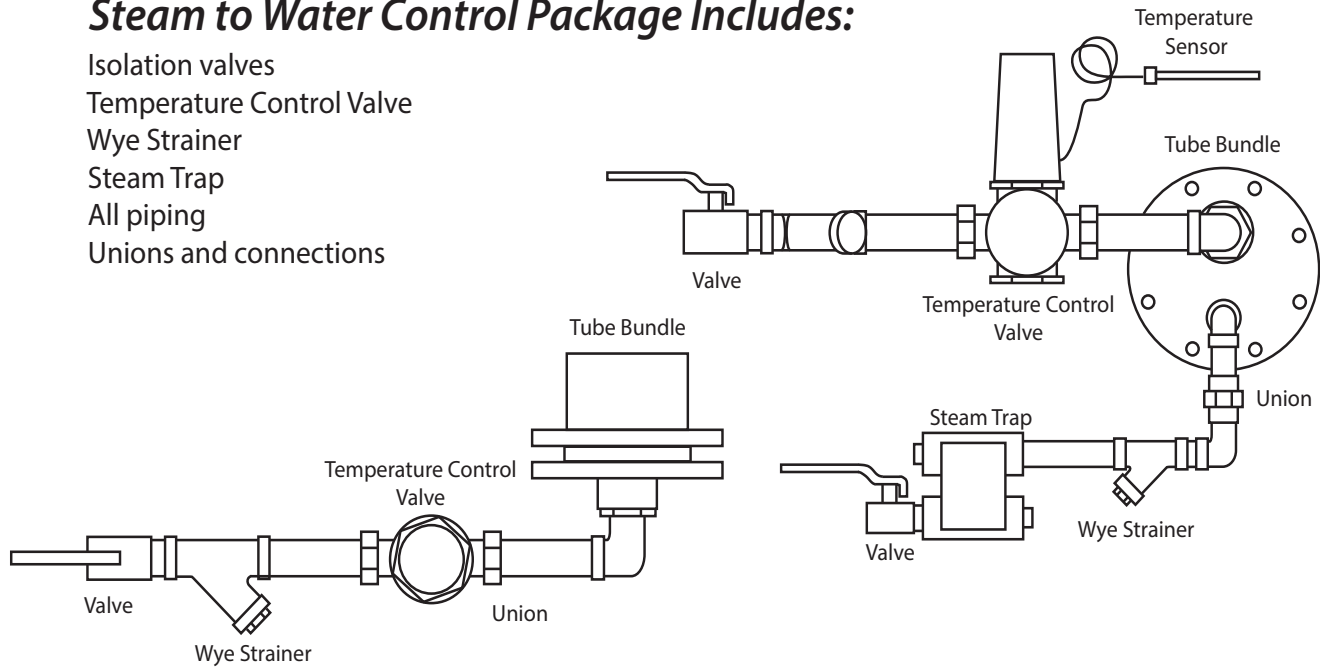 Steam to Water Control Package Includes:
Isolation valves
Temperature Control Valve
Wye Strainer
Steam Trap
All piping
Unions and connections
Temperature
Sensor
Tube Bundle
Valve
Temperature Control
Valve
Union
Steam Trap
Wye Strainer
Valve
Tube Bundle
Temperature Control
Valve
Valve
Union
Wye Strainer